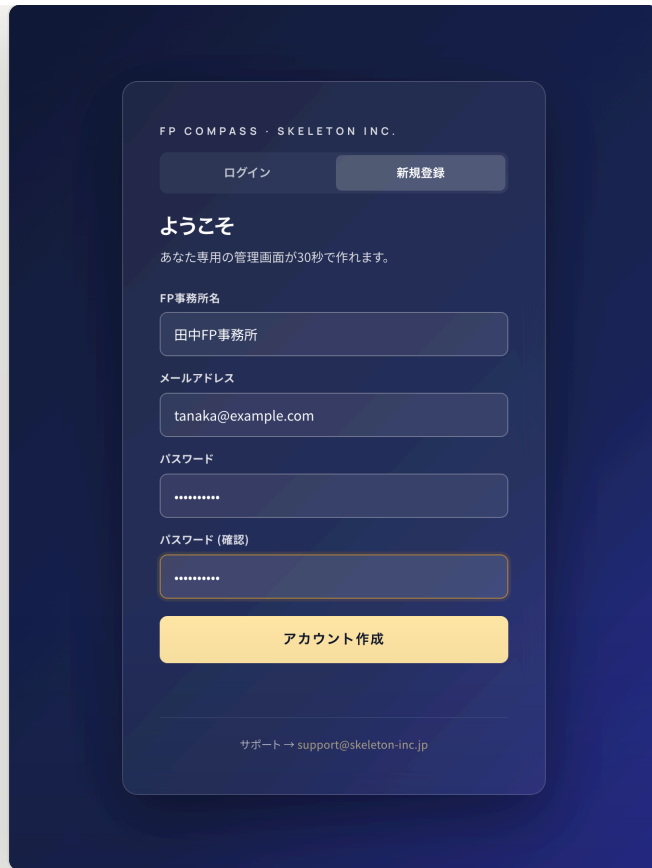 FP COMPASS · SKELETON INC.
ログイン 新規登録
ようこそ
あなた専用の管理画面が30秒で作れます。
FP事務所名
田中FP事務所
メールアドレス
tanaka@example.com
パスワード
••••••••••
パスワード (確認)
••••••••••
アカウント作成
サポート → support@skeleton-inc.jp